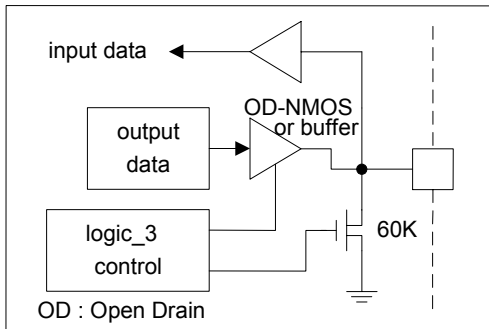 input data
OD-NMOS
or buffer
output
data
logic_3
control
60K
OD : Open Drain